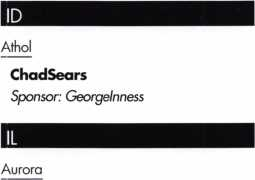 ID
Athol
ChadSears
Sponsor: GeorgeInness
IL
Aurora